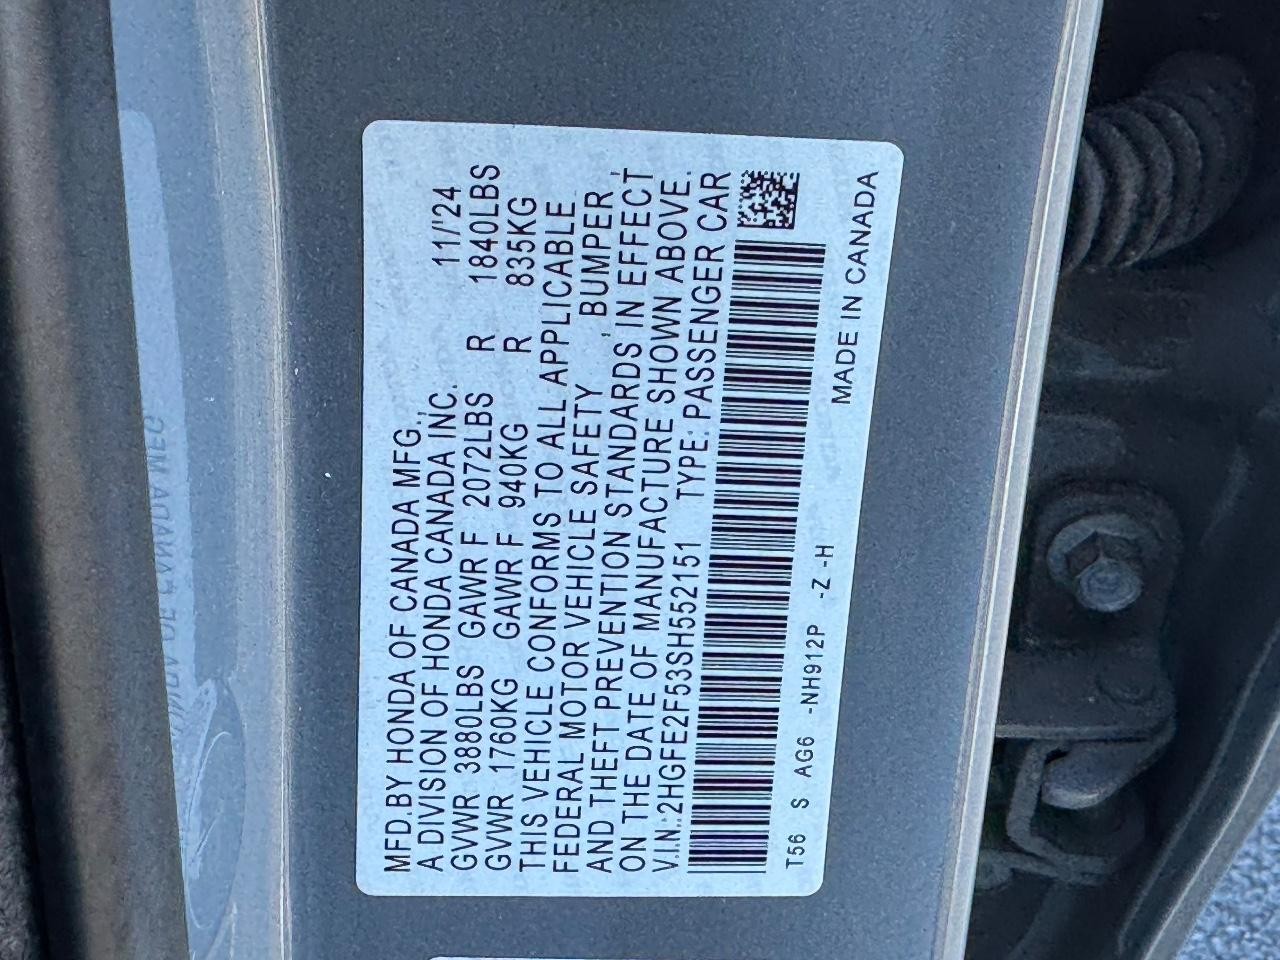 MFD.BY HONDA OF CANADA MFG., 11/'24
A DIVISION OF HONDA CANADA INC.
GVWR 3880LBS GAWR F 2072LBS R 1840LBS
GVWR 1760KG GAWR F 940KG R 835KG
THIS VEHICLE CONFORMS TO ALL APPLICABLE
FEDERAL MOTOR VEHICLE SAFETY , BUMPER ,
AND THEFT PREVENTION STANDARDS IN EFFECT
ON THE DATE OF MANUFACTURE SHOWN ABOVE.
V.I.N.:2HGFE2F53SH552151 TYPE: PASSENGER CAR
T56 S AG6 -NH912P -Z -H MADE IN CANADA